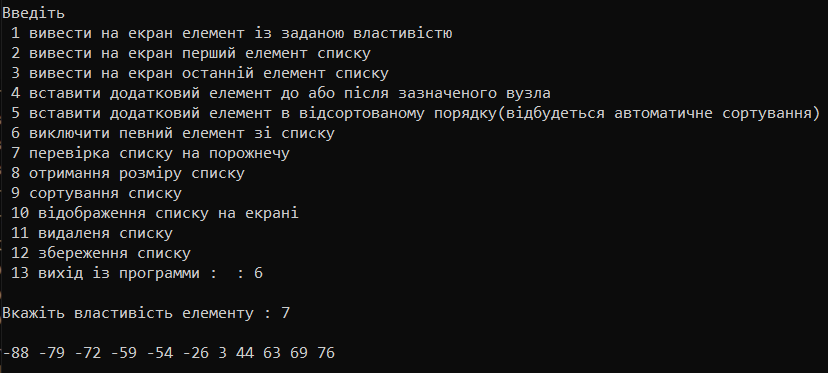 Введіть
1 вивести на екран елемент із заданою властивістю
2 вивести на екран перший елемент списку
3 вивести на екран останній елемент списку
4 вставити додатковий елемент до або після зазначеного вузла
5 вставити додатковий елемент в відсортованому порядку(відбудеться автоматичне сортування)
6 виключити певний елемент зі списку
7 перевірка списку на порожнечу
8 отримання розміру списку
9 сортування списку
10 відображення списку на екрані
11 видаленя списку
12 збереження списку
13 вихід із программи :  : 6
Вкажіть властивість елементу : 7
-88 -79 -72 -59 -54 -26 3 44 63 69 76